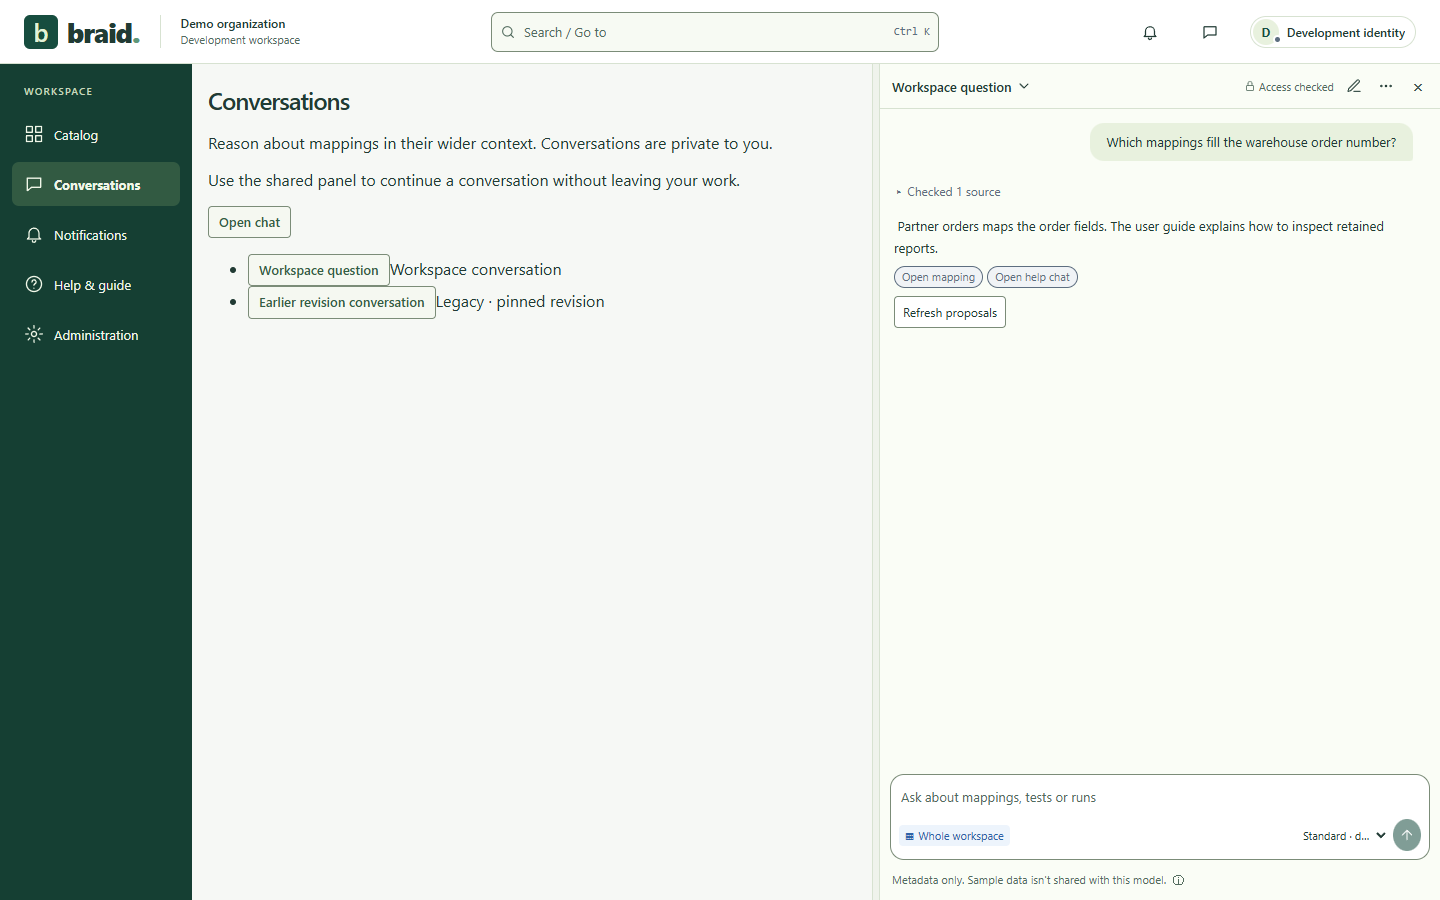 b braid.
Demo organization
Development workspace
Search / Go to
Ctrl K
D
Development identity
WORKSPACE
Catalog
Conversations
Notifications
Help & guide
Administration
Conversations
Reason about mappings in their wider context. Conversations are private to you.
Use the shared panel to continue a conversation without leaving your work.
Open chat
Workspace question Workspace conversation
Earlier revision conversation Legacy · pinned revision
Workspace question
Access checked
Which mappings fill the warehouse order number?
Checked 1 source
Partner orders maps the order fields. The user guide explains how to inspect retained
reports.
Open mapping Open help chat
Refresh proposals
Ask about mappings, tests or runs
Whole workspace
Standard · d...
Metadata only. Sample data isn't shared with this model.